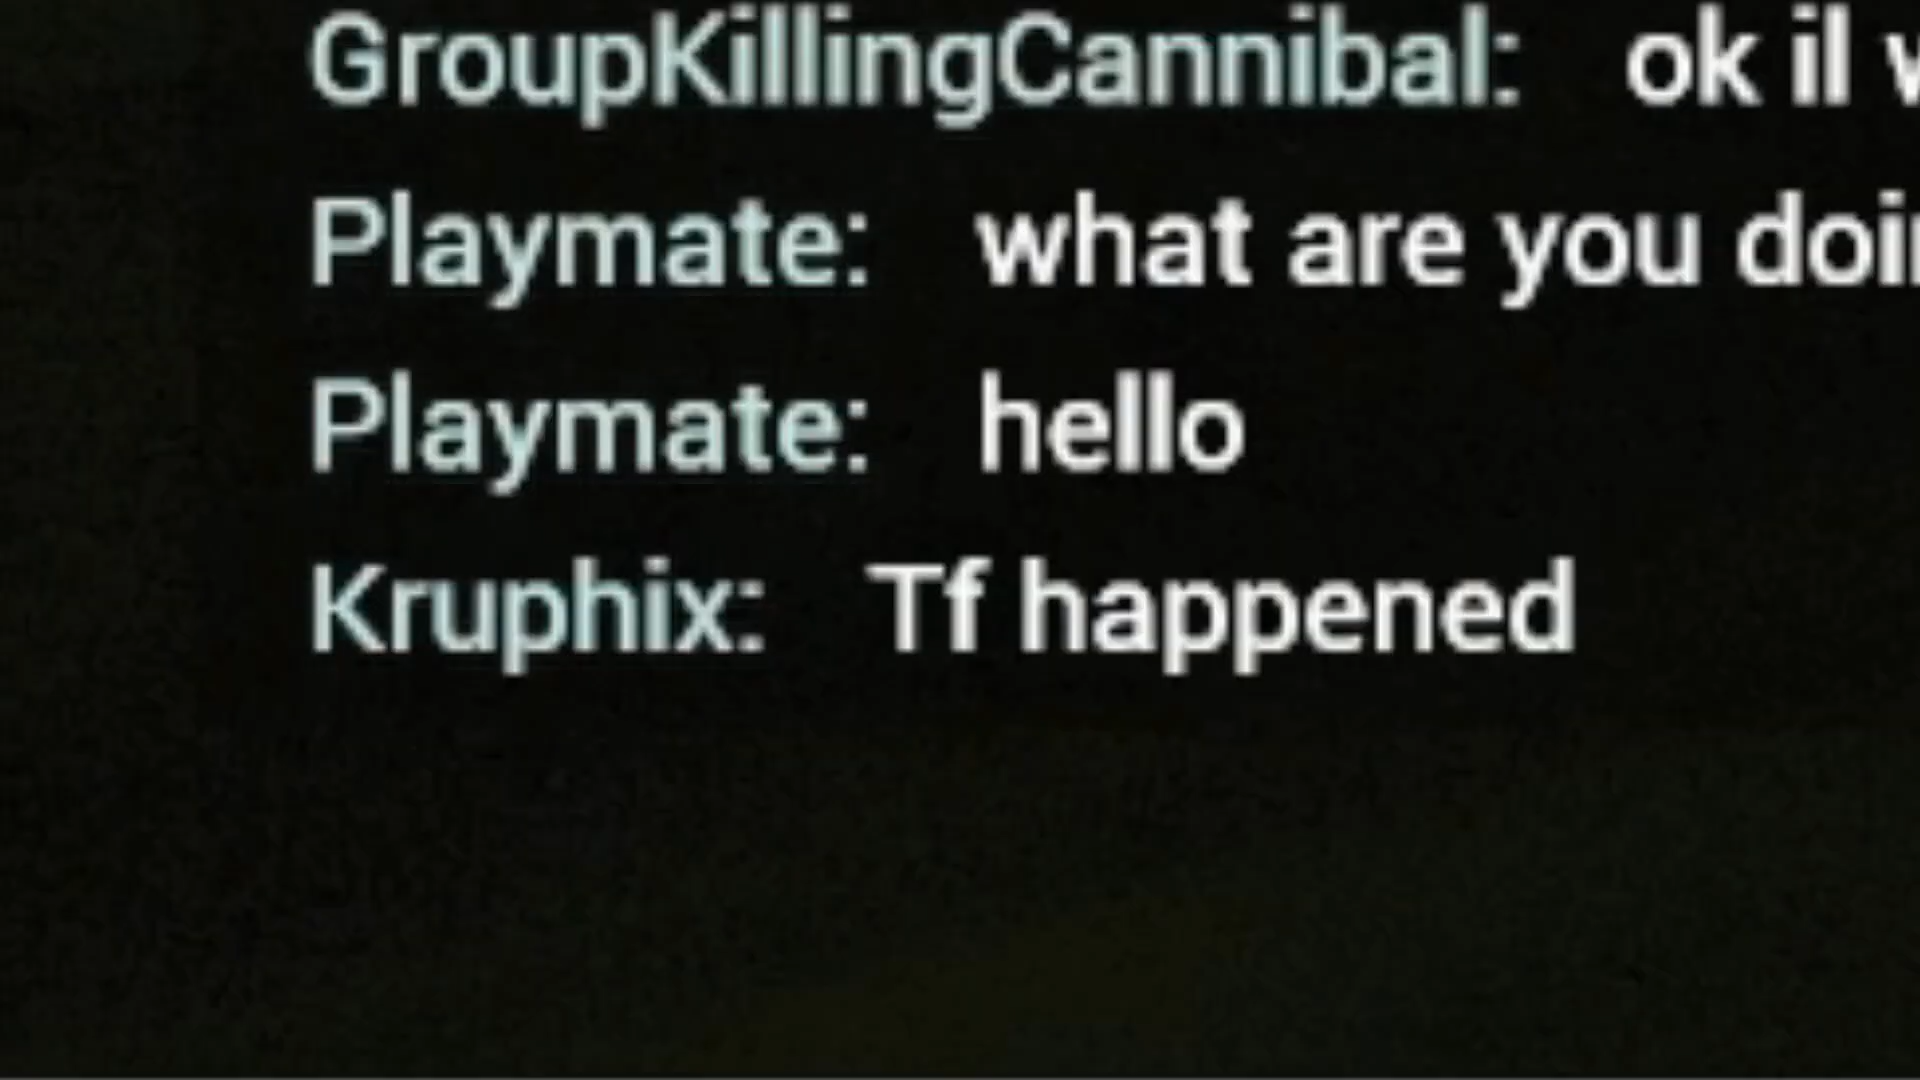 GroupKillingCannibal: ok il
Playmate: what are you
Playmate: hello
Kruphix: Tf happened